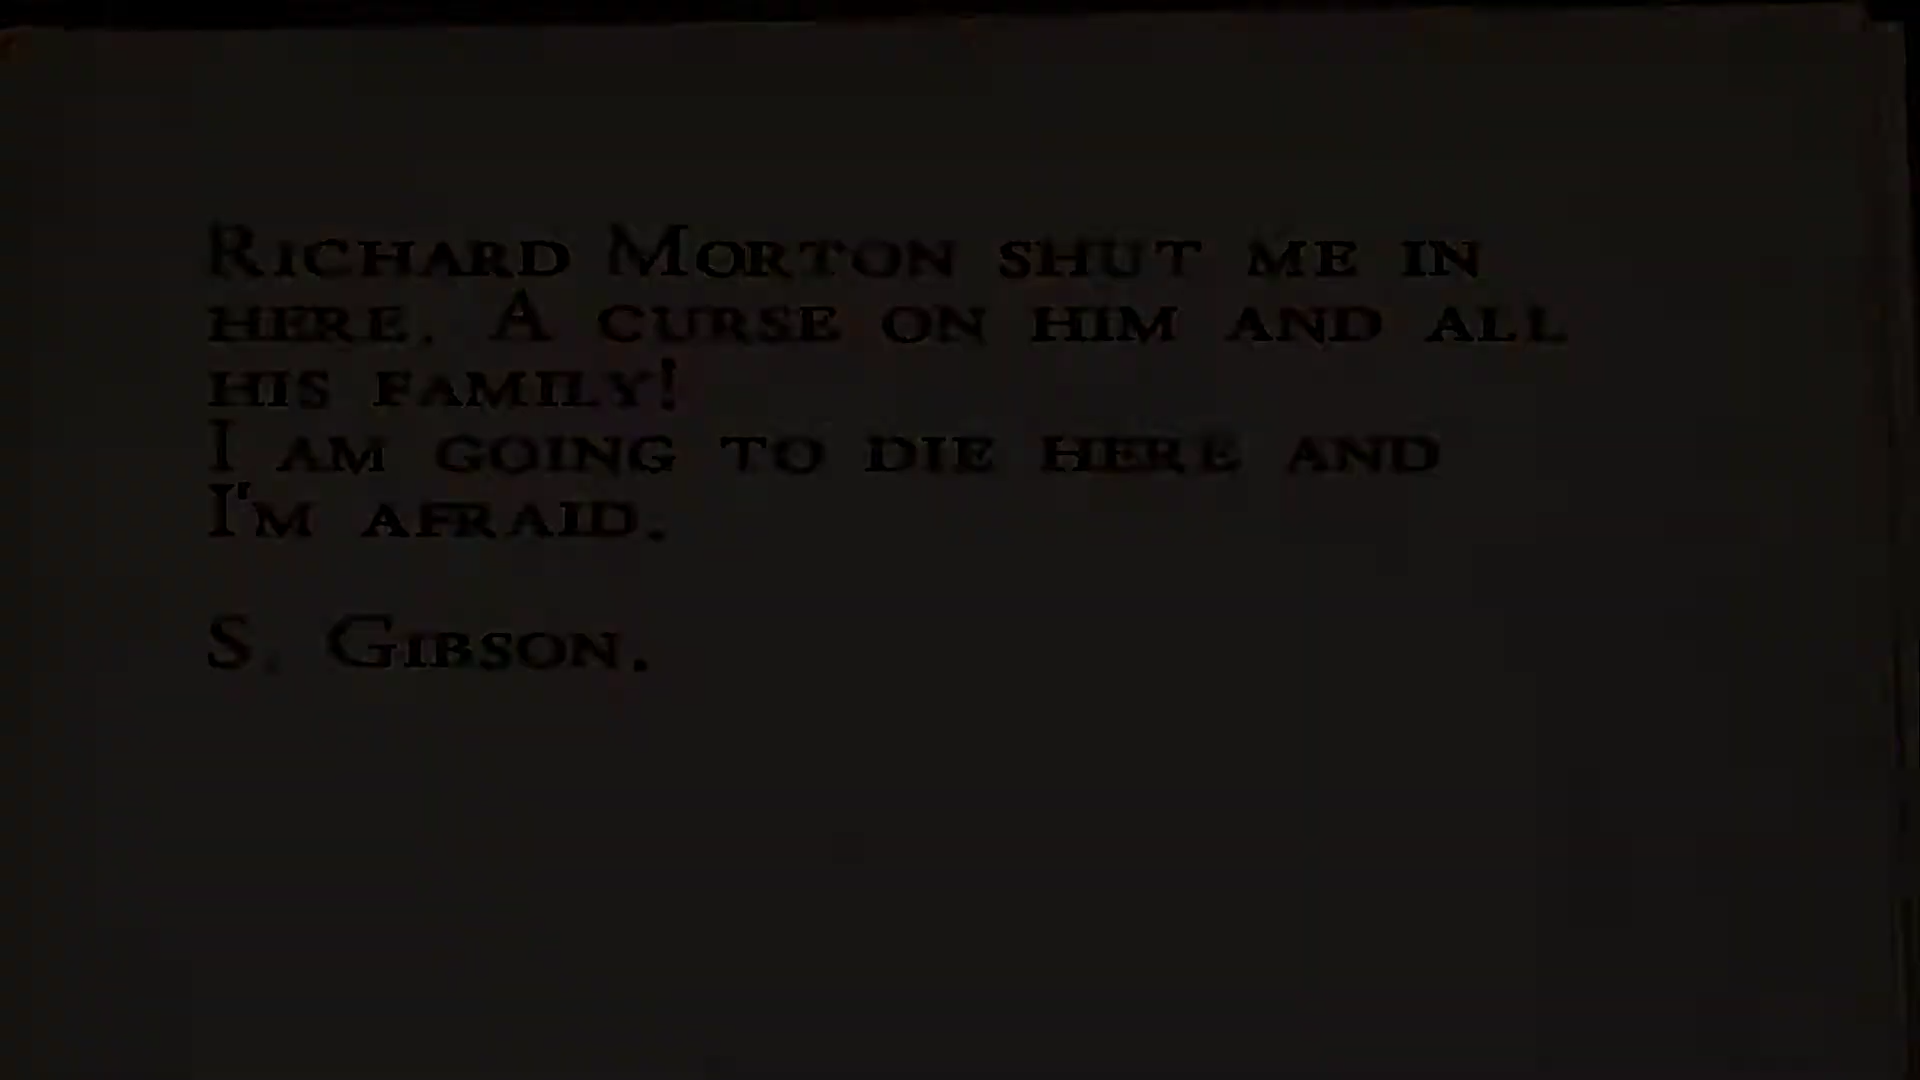 Richard Morton shut me in
here. A curse on him and all
his family!
I am going to die here and
I'm afraid.
S. Gibson.